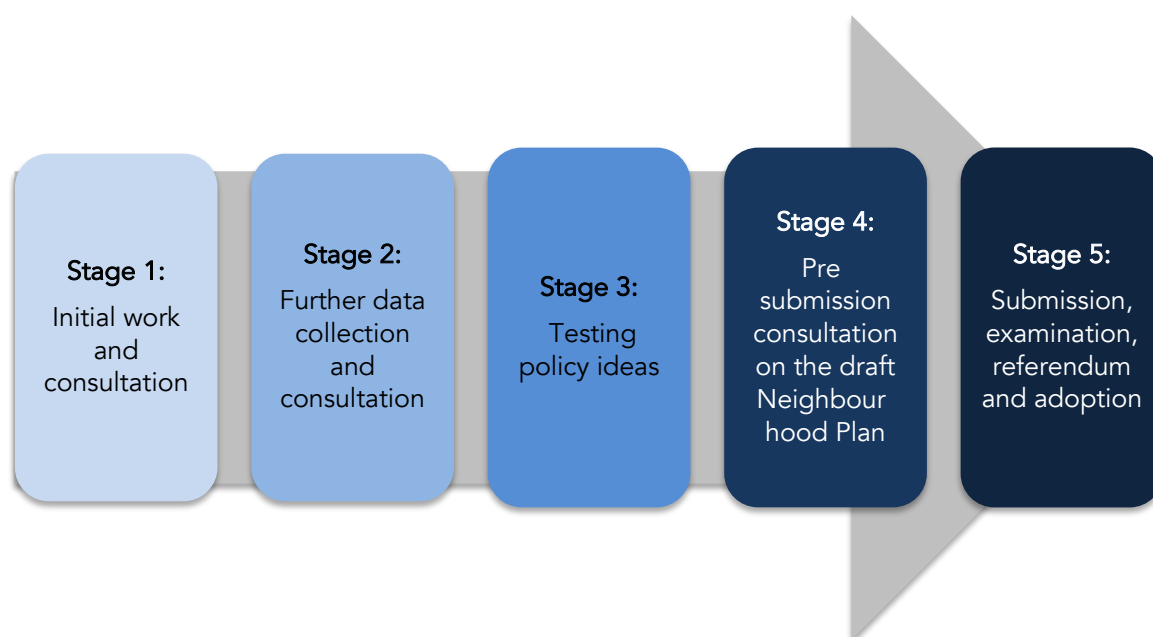 Stage 1:
Initial work
and
consultation
Stage 2:
Further data
collection
and
consultation
Stage 3:
Testing
policy ideas
Stage 4:
Pre
submission
consultation
on the draft
Neighbour
hood Plan
Stage 5:
Submission,
examination,
referendum
and adoption